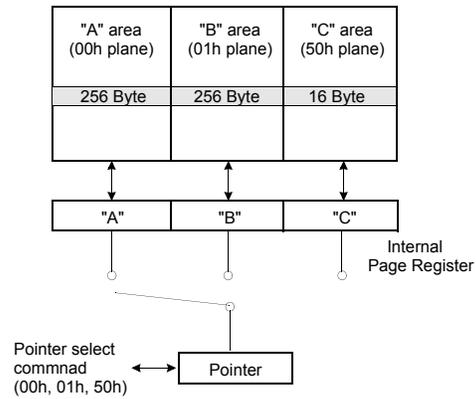 "A" area
(00h plane)
"B" area
(01h plane)
"C" area
(50h plane)
256 Byte
256 Byte
16 Byte
"A"
"B"
"C"
Internal
Page Register
Pointer select
commnad
(00h, 01h, 50h)
Pointer